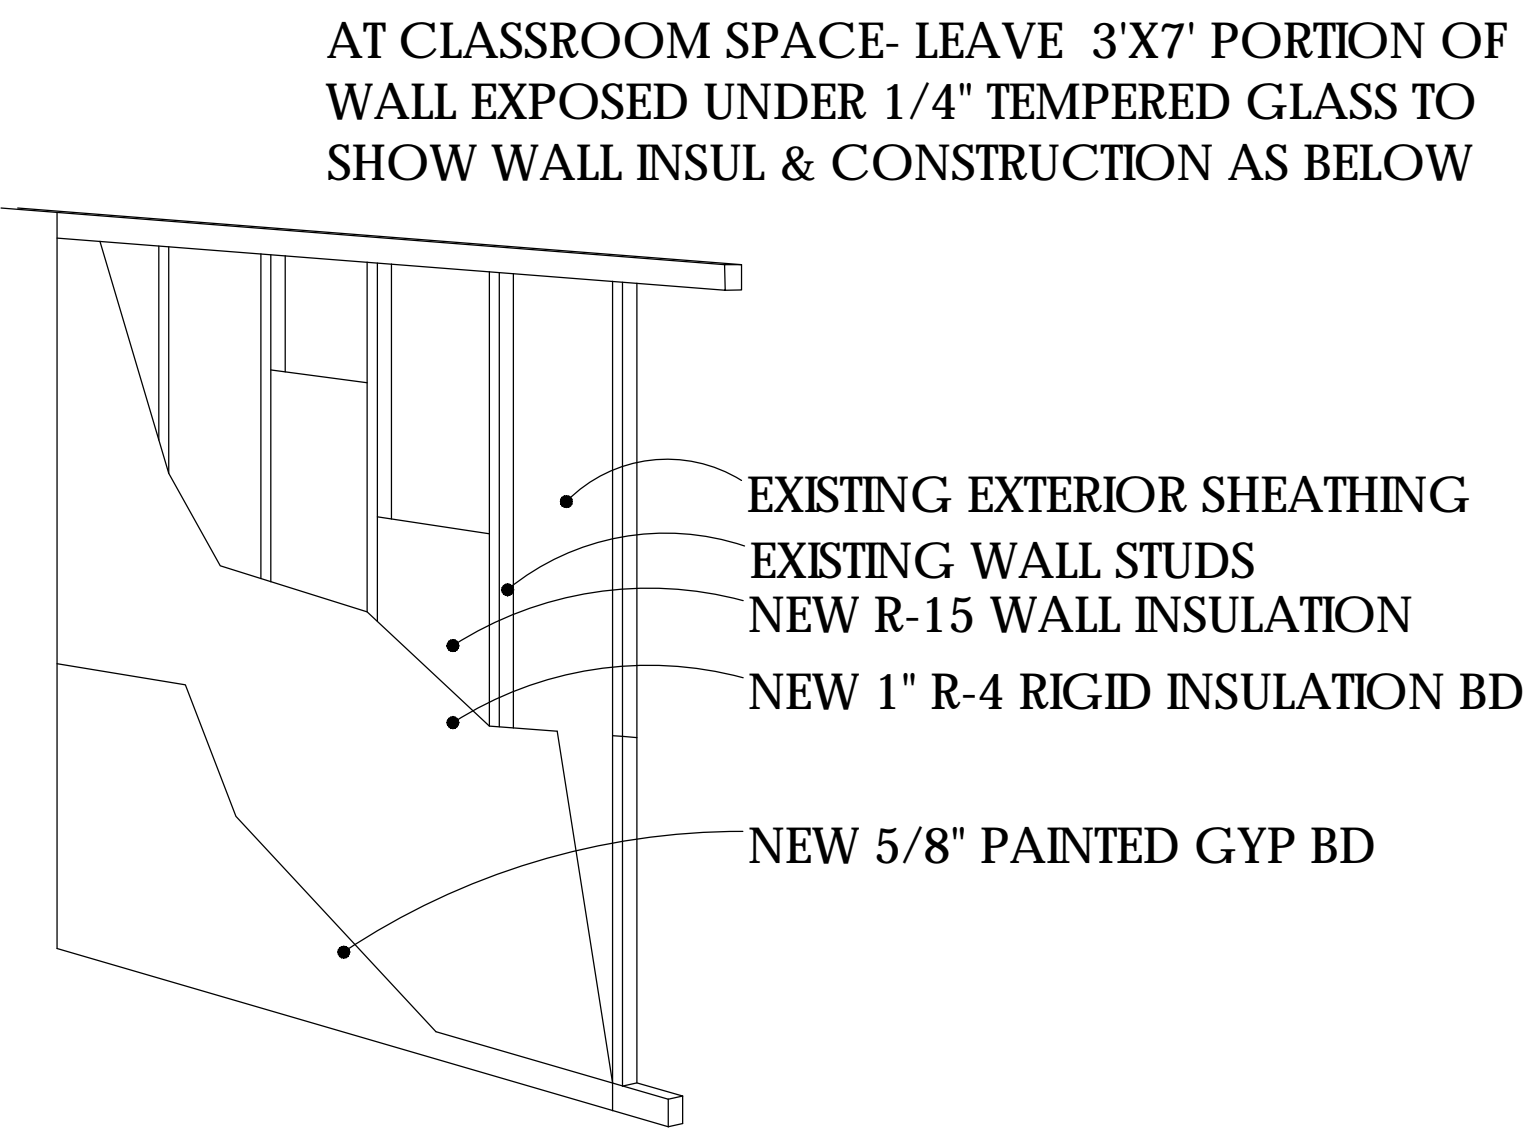 AT CLASSROOM SPACE- LEAVE 3'X7' PORTION OF
WALL EXPOSED UNDER 1/4" TEMPERED GLASS TO
SHOW WALL INSUL & CONSTRUCTION AS BELOW
EXISTING EXTERIOR SHEATHING
EXISTING WALL STUDS
NEW R-15 WALL INSULATION
NEW 1" R-4 RIGID INSULATION BD
NEW 5/8" PAINTED GYP BD